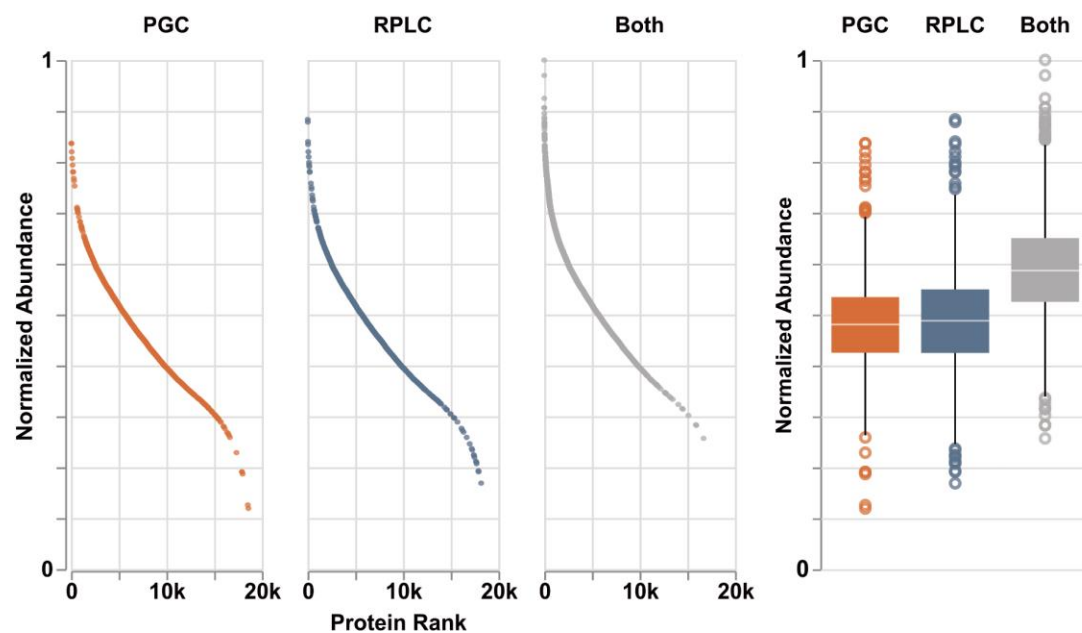 PGC RPLC Both
Normalized Abundance
1
0
0 10k 20k 0 10k 20k 0 10k 20k
Protein Rank
PGC RPLC Both
Normalized Abundance
1
0